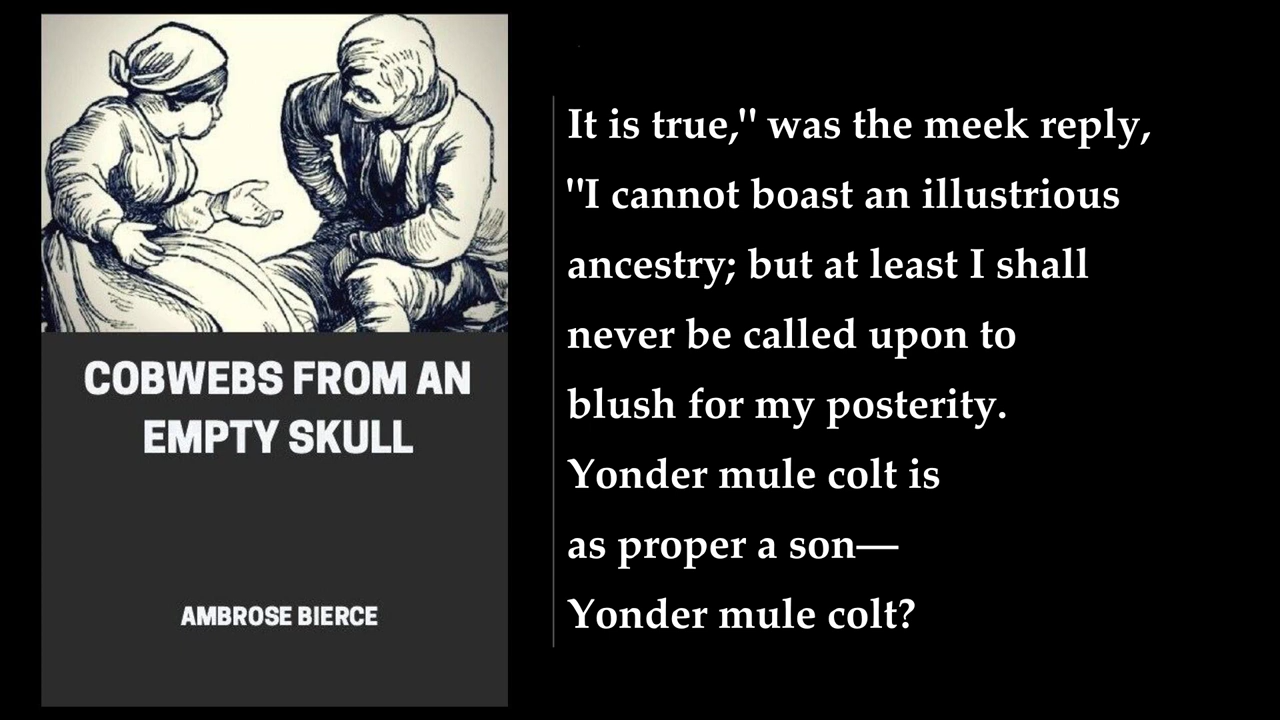 COBWEBS FROM AN
EMPTY SKULL
AMBROSE BIERCE
It is true," was the meek reply,
"I cannot boast an illustrious
ancestry; but at least I shall
never be called upon to
blush for my posterity.
Yonder mule colt is
as proper a son—
Yonder mule colt?